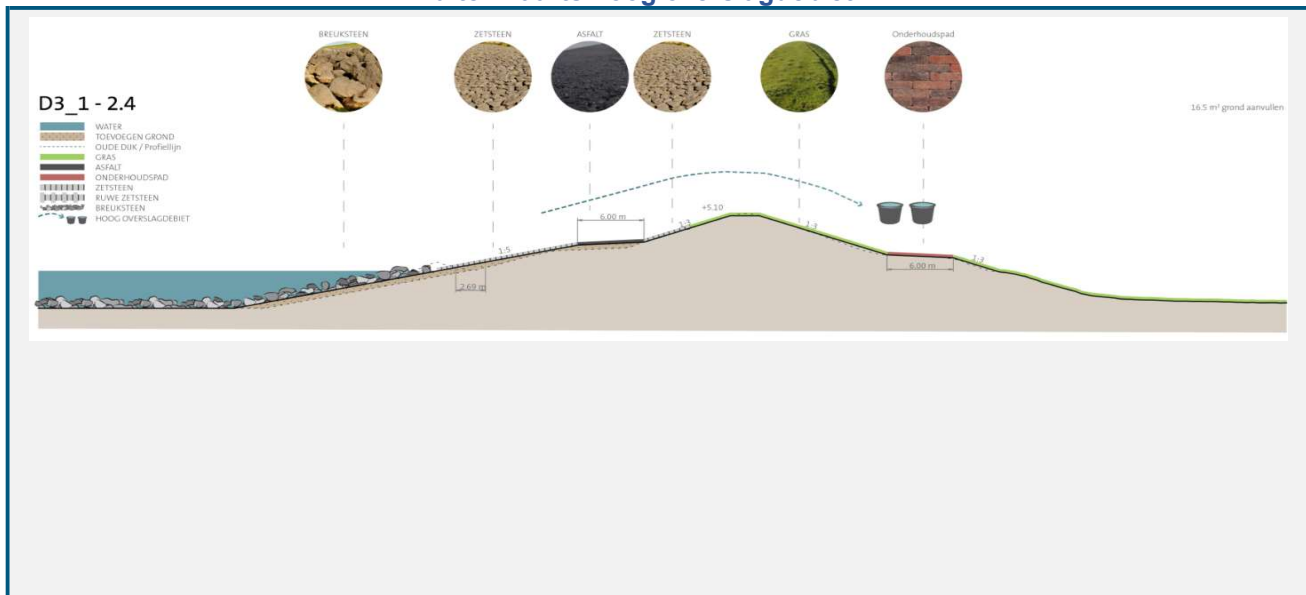 BREUKSTEEN
ZETSTEEN
ASFALT
ZETSTEEN
GRAS
Onderhoudspad
D3_1 - 2.4
16.5 m³ grond aanvullen
WATER
TOEVOEGEN GROND
OUDE DIJK / Profiellijn
GRAS
ASFALT
ONDERHOUDSPAD
ZETSTEEN
RUWE ZETSTEEN
BREUKSTEEN
HOOG OVERSLAGDEBIET
+5.10
6.00 m
1:3
1:3
1:5
6.00 m
1:3
2.69 m